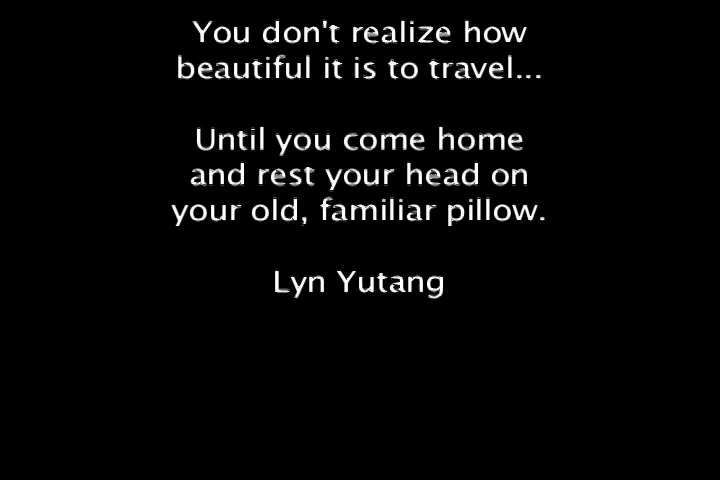 You don't realize how
beautiful it is to travel...
Until you come home
and rest your head on
your old, familiar pillow.
Lyn Yutang